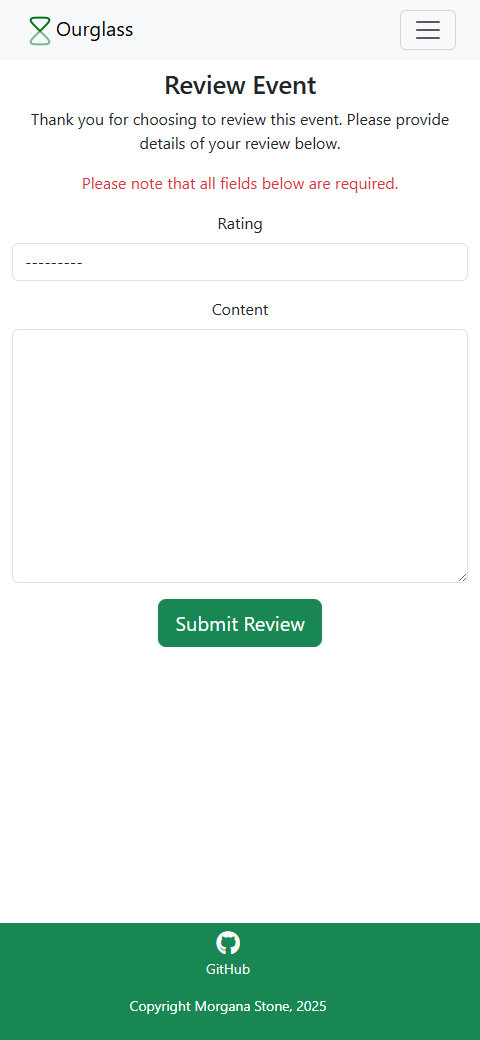 Ourglass
Review Event
Thank you for choosing to review this event. Please provide
details of your review below.
Please note that all fields below are required.
Rating
---------
Content
Submit Review
GitHub
Copyright Morgana Stone, 2025